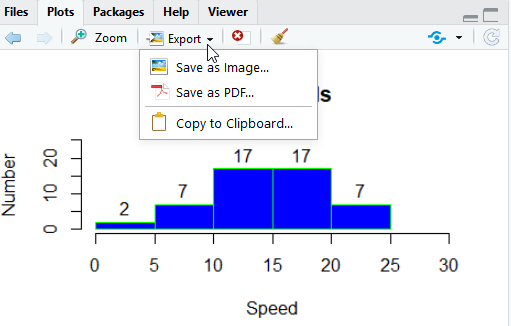 Files Plots Packages Help Viewer
Zoom Export
Save as Image...
Save as PDF...
Copy to Clipboard...
Number
0 10 20
2 7 17 17 7
0 5 10 15 20 25 30
Speed